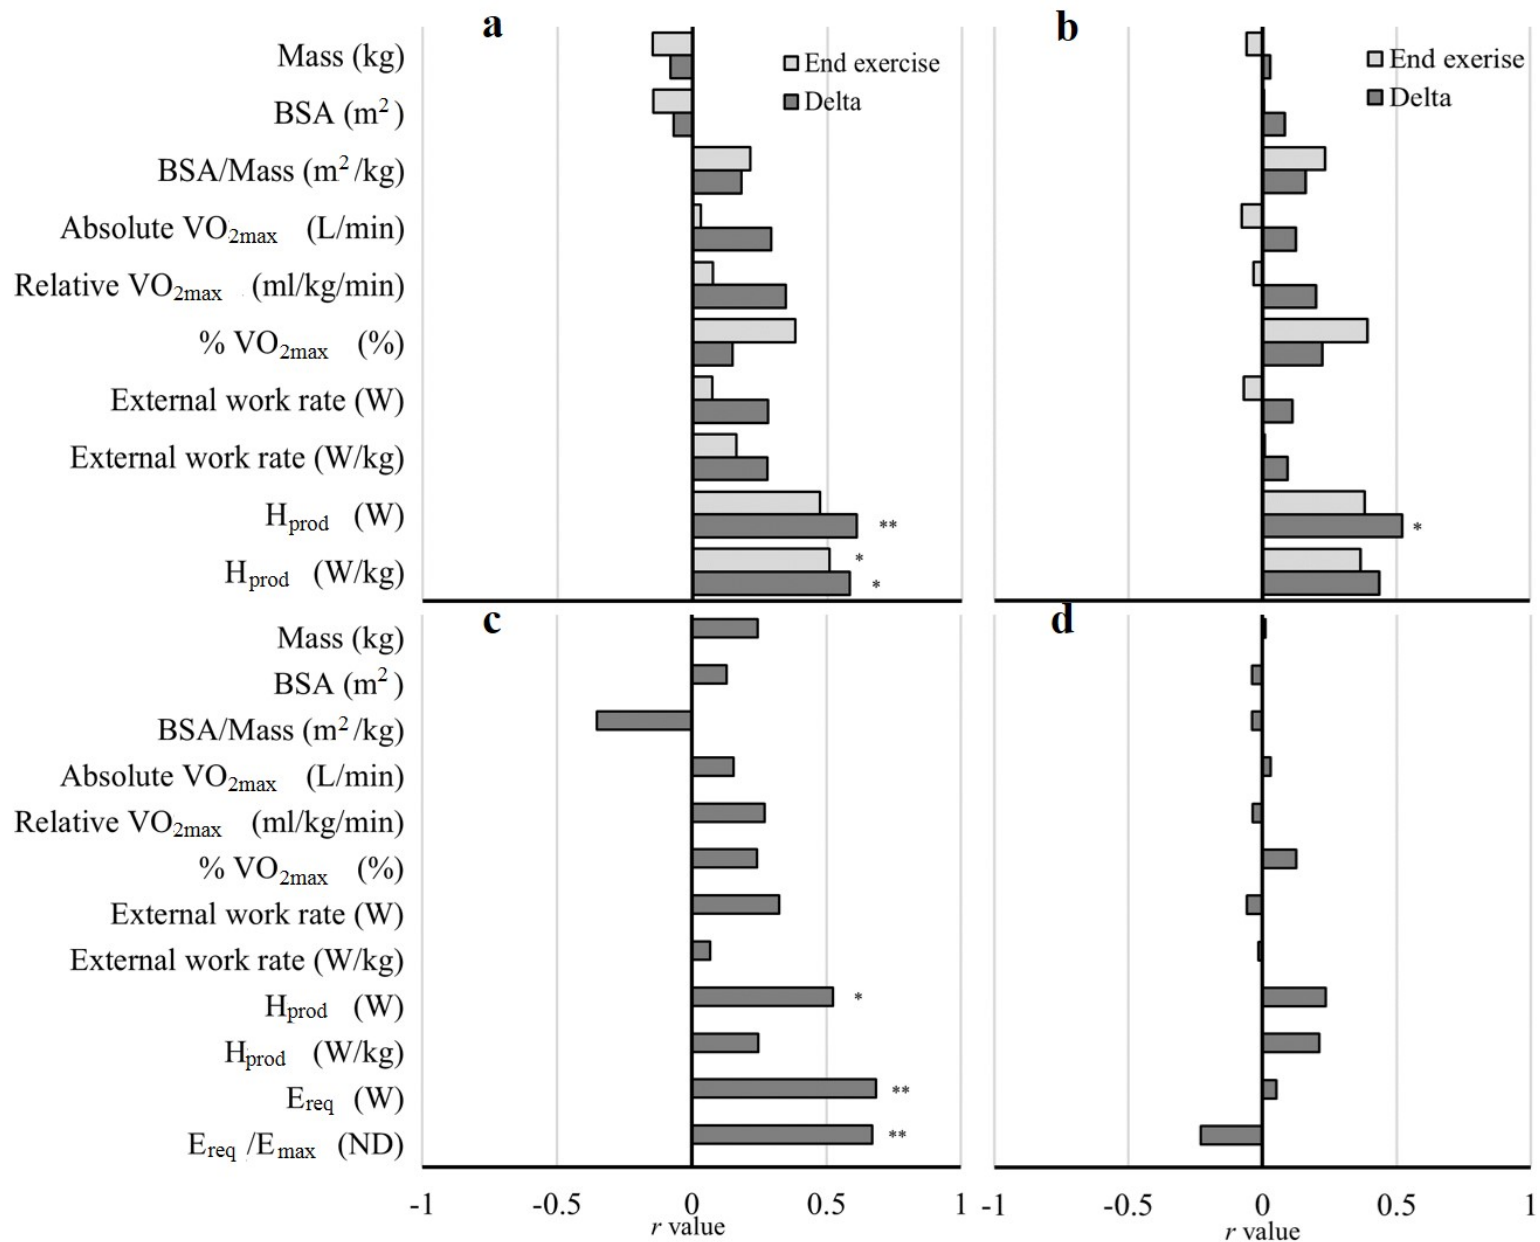 a
b
End exercise
Delta
End exerise
Delta
Mass (kg)
BSA (m²)
BSA/Mass (m²/kg)
Absolute VO₂max (L/min)
Relative VO₂max (ml/kg/min)
% VO₂max (%)
External work rate (W)
External work rate (W/kg)
Hprod (W)
** *
Hprod (W/kg)
*
*
c
d
Mass (kg)
BSA (m²)
BSA/Mass (m²/kg)
Absolute VO₂max (L/min)
Relative VO₂max (ml/kg/min)
% VO₂max (%)
External work rate (W)
External work rate (W/kg)
Hprod (W) *
Hprod (W/kg)
Ereq (W) **
Ereq /Emax (ND) **
-1 -0.5 0 0.5 1 -1 -0.5 0 0.5 1
r value r value